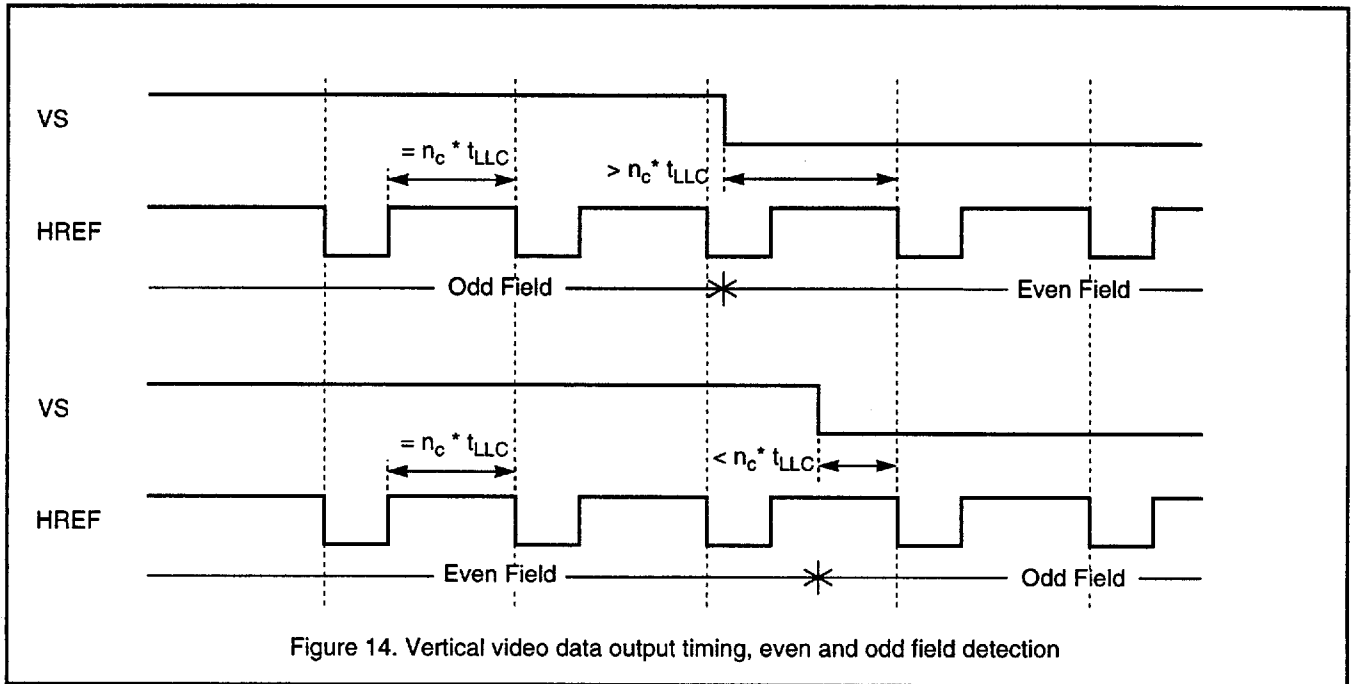 VS
= n_c * t_LLC
> n_c* t_LLC
HREF
Odd Field
Even Field
VS
= n_c * t_LLC
< n_c* t_LLC
HREF
Even Field
Odd Field
Figure 14. Vertical video data output timing, even and odd field detection